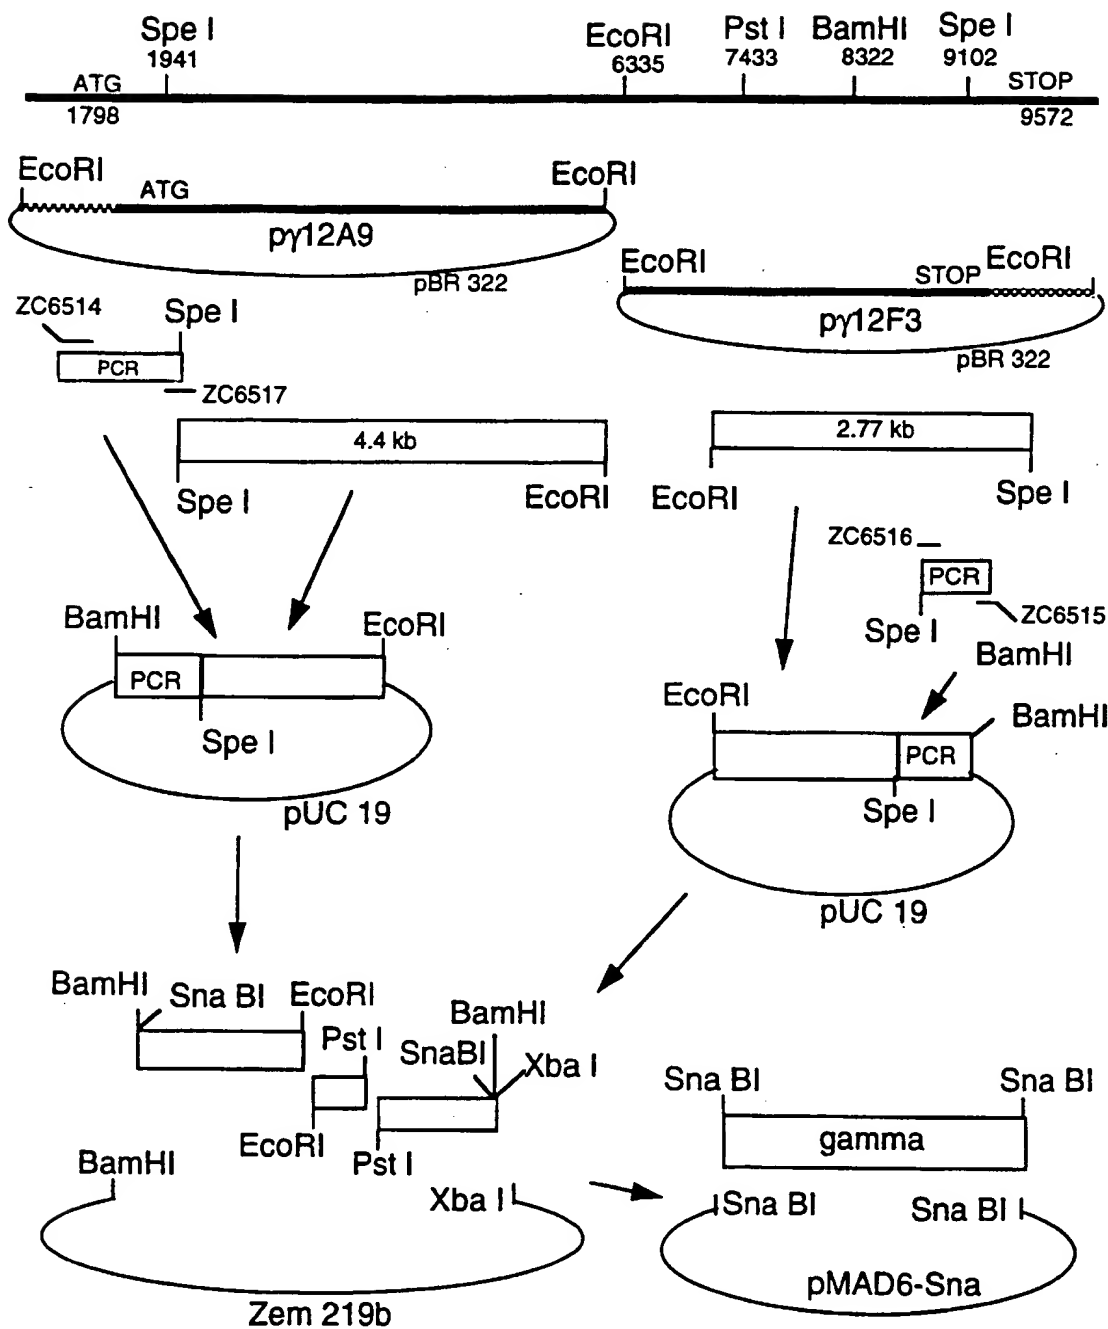 Spe I
1941
EcoRI
6335
Pst I
7433
BamHI
8322
Spe I
9102
ATG
1798
STOP
9572
EcoRI
ATG
EcoRI
pγ12A9
pBR 322
EcoRI
STOP
EcoRI
pγ12F3
pBR 322
ZC6514
Spe I
PCR
ZC6517
4.4 kb
Spe I
EcoRI
2.77 kb
EcoRI
Spe I
ZC6516
PCR
Spe I
ZC6515
BamHI
BamHI
EcoRI
PCR
Spe I
pUC 19
EcoRI
BamHI
PCR
Spe I
pUC 19
BamHI
Sna BI
EcoRI
Pst I
EcoRI
BamHI
SnaBI
Xba I
Pst I
BamHI
Xba I
Zem 219b
Sna BI
Sna BI
gamma
Sna BI
Sna BI
pMAD6-Sna